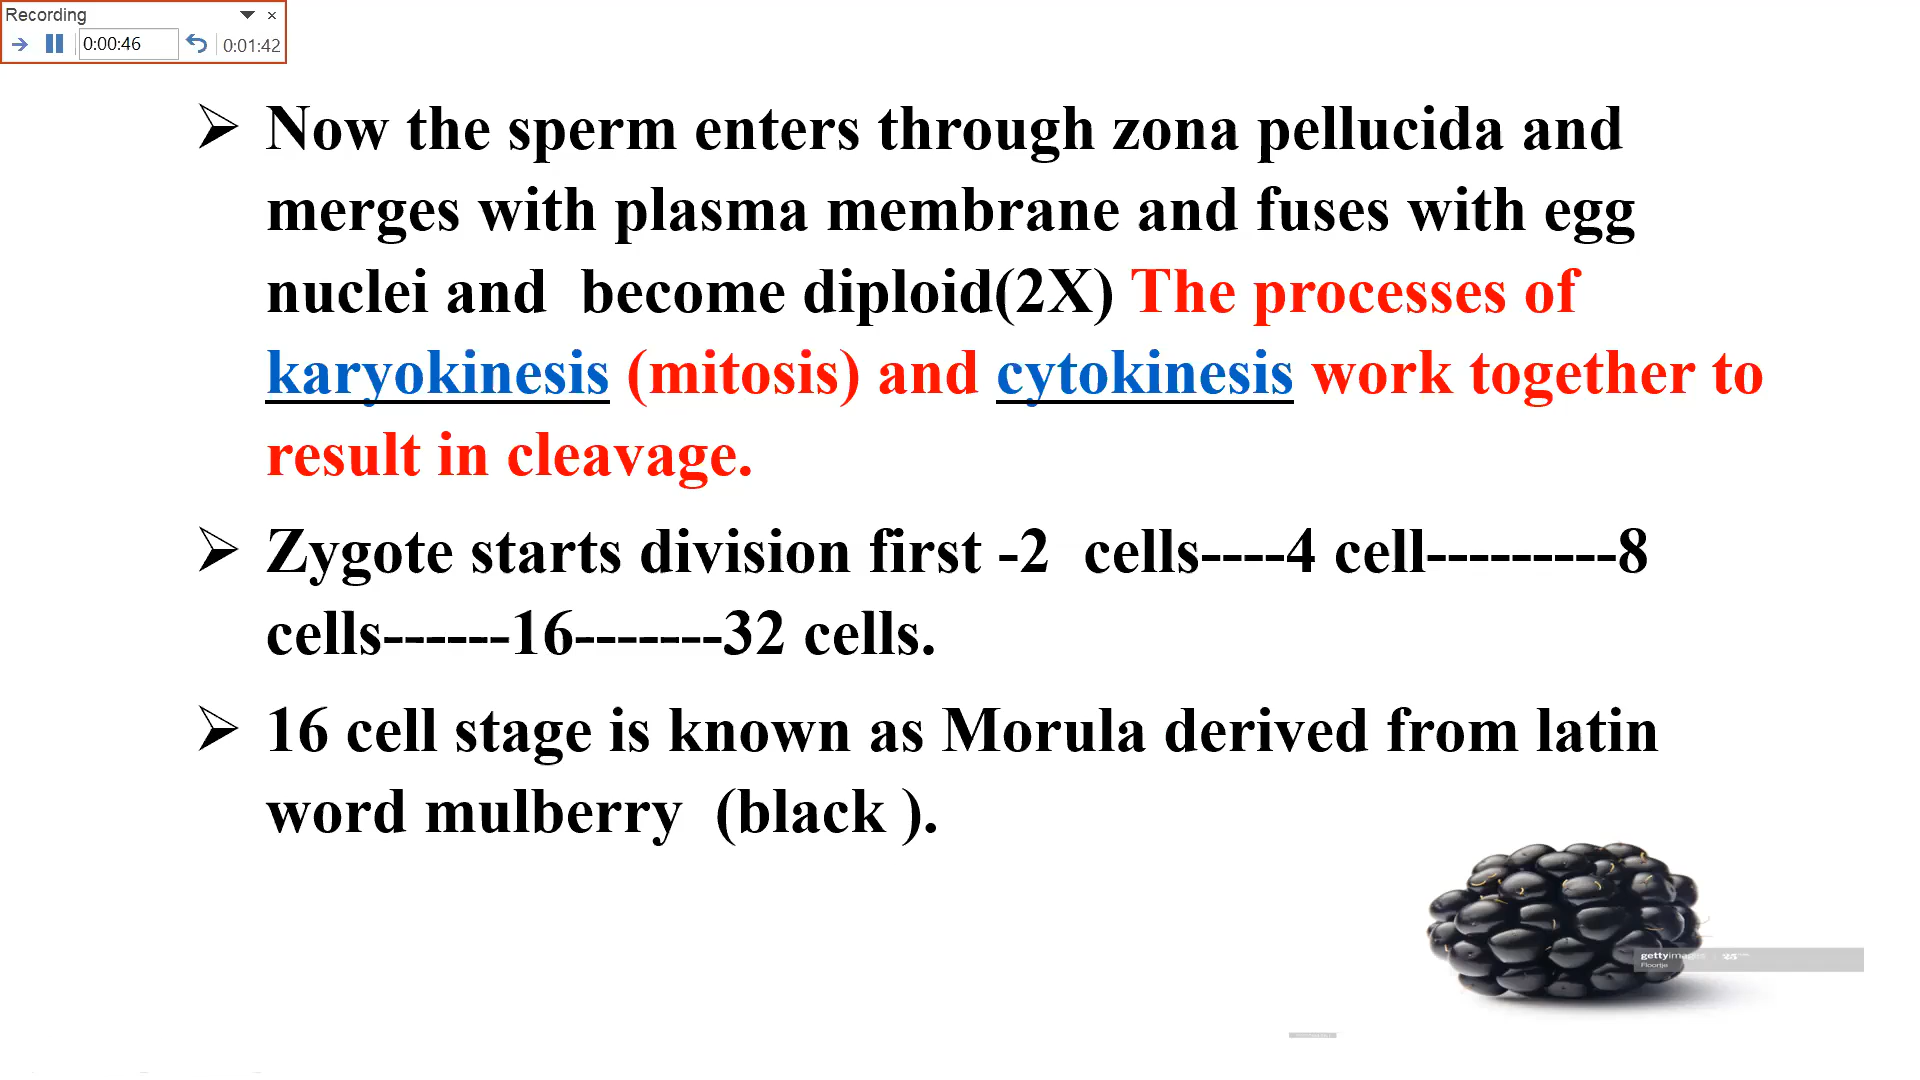 Recording
0:00:46
0:01:42
Now the sperm enters through zona pellucida and
merges with plasma membrane and fuses with egg
nuclei and become diploid(2X) The processes of
karyokinesis (mitosis) and cytokinesis work together to
result in cleavage.
Zygote starts division first -2 cells----4 cell---------8
cells------16-------32 cells.
16 cell stage is known as Morula derived from latin
word mulberry (black ).
gettyimages
Floortje